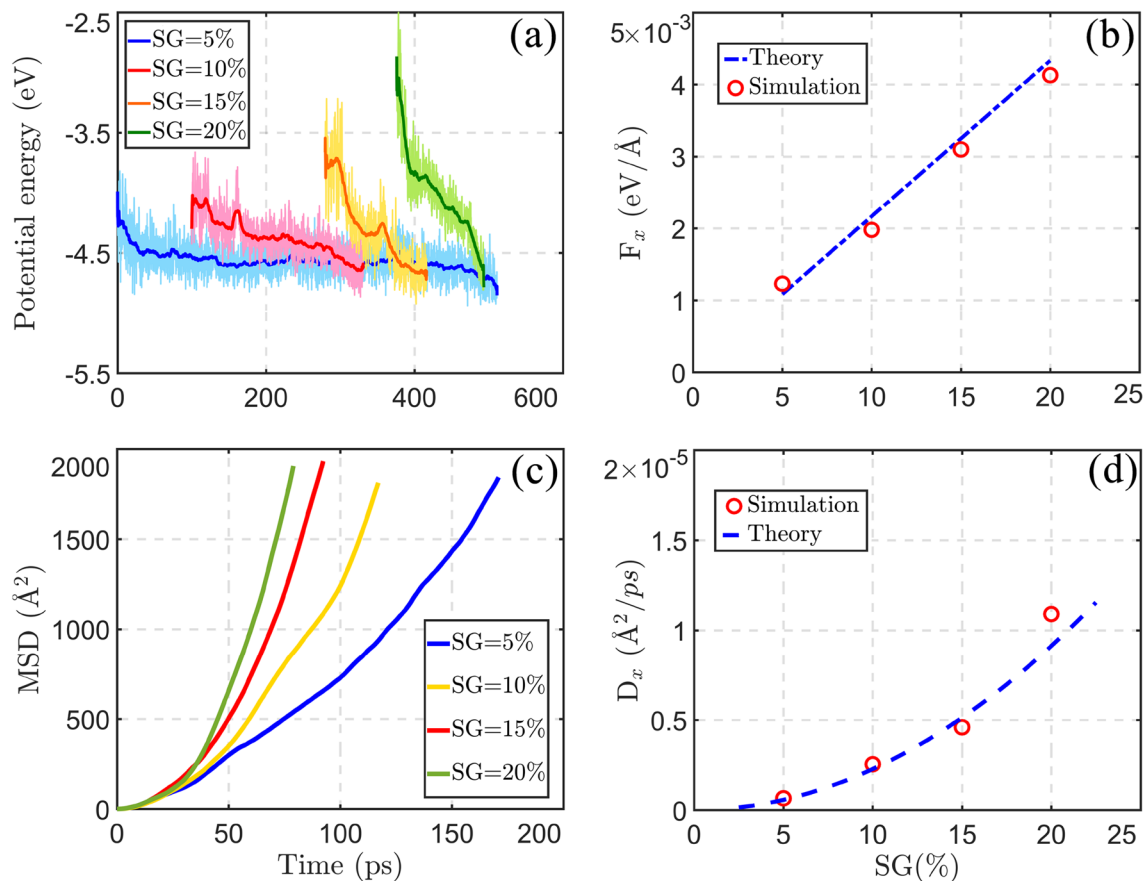 (a)
-2.5
-3.5
-4.5
-5.5
Potential energy (eV)
SG=5%
SG=10%
SG=15%
SG=20%
0 200 400 600
(b)
5×10⁻³
4
3
2
1
0
Fₓ (eV/Å)
Theory
Simulation
0 5 10 15 20 25
(c)
2000
1500
1000
500
0
MSD (Å²)
SG=5%
SG=10%
SG=15%
SG=20%
0 50 100 150 200
Time (ps)
(d)
2×10⁻⁵
1.5
1
0.5
0
Dₓ (Å²/ps)
Simulation
Theory
0 5 10 15 20 25
SG(%)